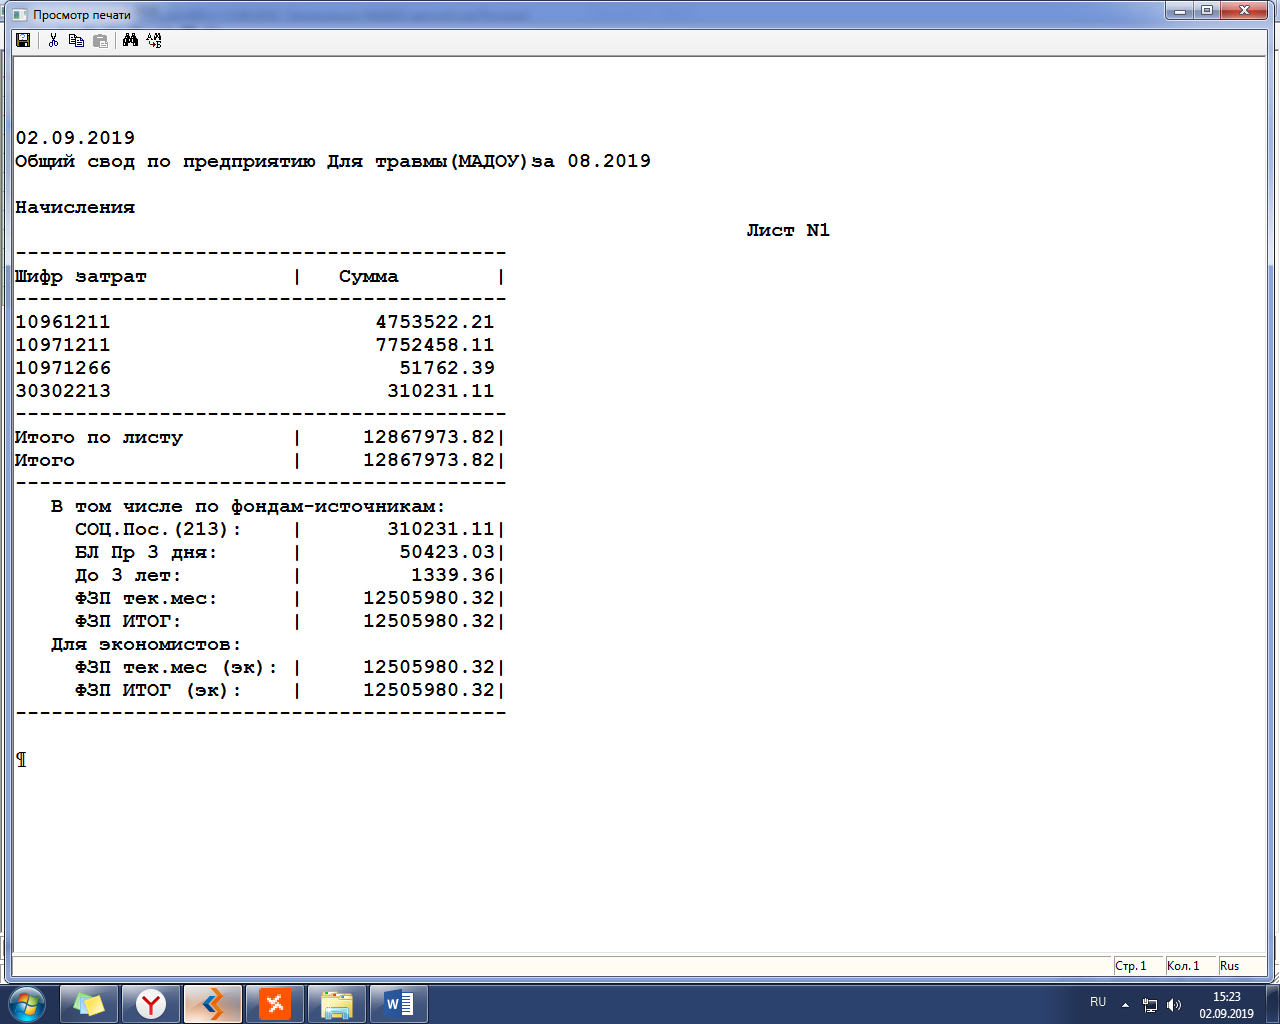 Просмотр печати
02.09.2019
Общий свод по предприятию Для травмы(МАДОУ)за 08.2019
Начисления
Лист N1
-----------------------------------------
Шифр затрат | Сумма |
-----------------------------------------
10961211 4753522.21
10971211 7752458.11
10971266 51762.39
30302213 310231.11
-----------------------------------------
Итого по листу | 12867973.82|
Итого | 12867973.82|
-----------------------------------------
В том числе по фондам-источникам:
СОЦ.Пос.(213): | 310231.11|
БЛ Пр 3 дня: | 50423.03|
До 3 лет: | 1339.36|
ФЗП тек.мес: | 12505980.32|
ФЗП ИТОГ: | 12505980.32|
Для экономистов:
ФЗП тек.мес (эк): | 12505980.32|
ФЗП ИТОГ (эк): | 12505980.32|
-----------------------------------------
¶
Стр. 1 Кол. 1 Rus
RU 15:23
02.09.2019